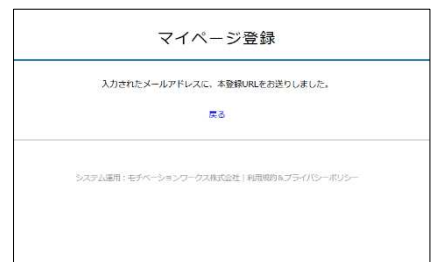 マイページ登録
入力されたメールアドレスに、本登録URLをお送りしました。
戻る
システム運用：モチベーションワークス株式会社 | 利用規約&プライバシーポリシー